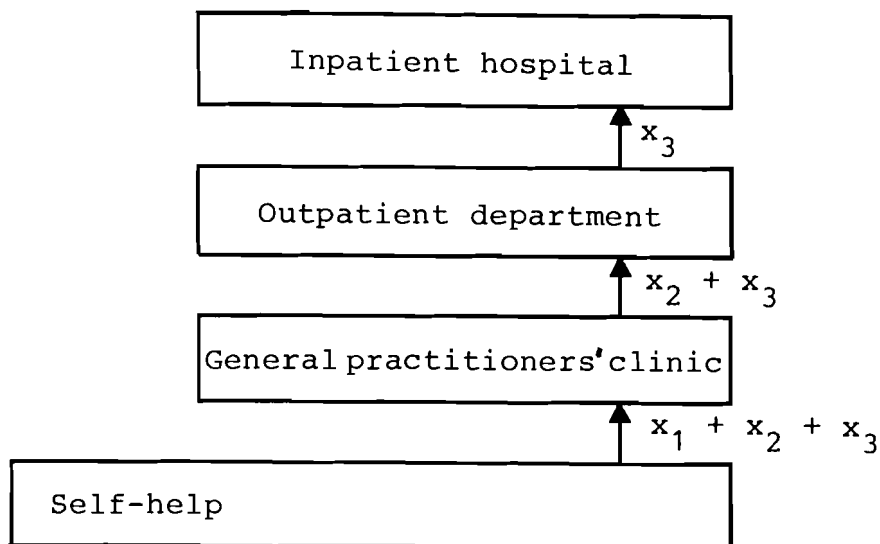 Inpatient hospital
x₃
Outpatient department
x₂ + x₃
General practitioners' clinic
x₁ + x₂ + x₃
Self-help